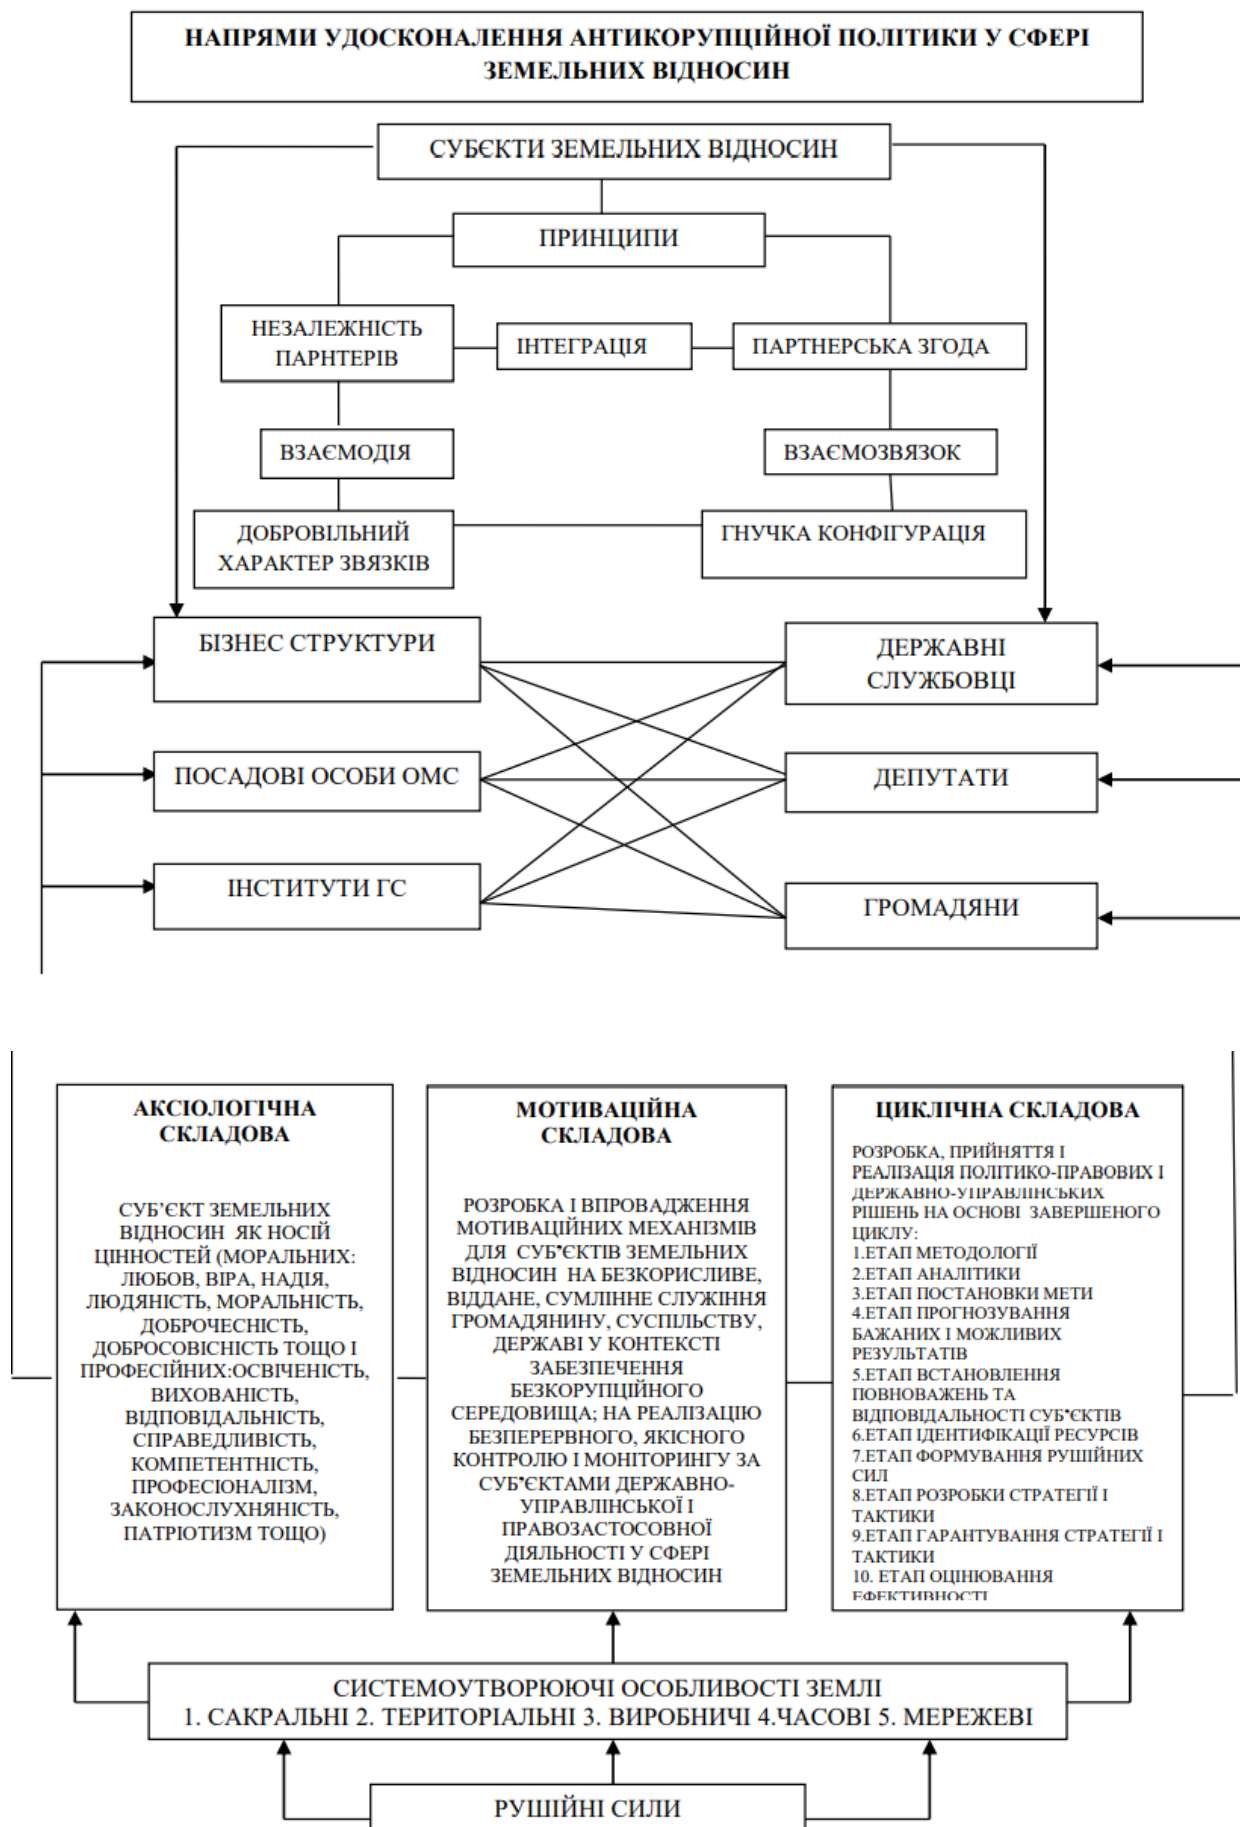 НАПРЯМИ УДОСКОНАЛЕННЯ АНТИКОРУПЦІЙНОЇ ПОЛІТИКИ У СФЕРІ
ЗЕМЕЛЬНИХ ВІДНОСИН
СУБЄКТИ ЗЕМЕЛЬНИХ ВІДНОСИН
ПРИНЦИПИ
НЕЗАЛЕЖНІСТЬ
ПАРНТЕРІВ
ІНТЕГРАЦІЯ
ПАРТНЕРСЬКА ЗГОДА
ВЗАЄМОДІЯ
ВЗАЄМОЗВЯЗОК
ДОБРОВІЛЬНИЙ
ХАРАКТЕР ЗВЯЗКІВ
ГНУЧКА КОНФІГУРАЦІЯ
БІЗНЕС СТРУКТУРИ
ДЕРЖАВНІ
СЛУЖБОВЦІ
ПОСАДОВІ ОСОБИ ОМС
ДЕПУТАТИ
ІНСТИТУТИ ГС
ГРОМАДЯНИ
АКСІОЛОГІЧНА
СКЛАДОВА
СУБ’ЄКТ ЗЕМЕЛЬНИХ
ВІДНОСИН ЯК НОСІЙ
ЦІННОСТЕЙ (МОРАЛЬНИХ:
ЛЮБОВ, ВІРА, НАДІЯ,
ЛЮДЯНІСТЬ, МОРАЛЬНІСТЬ,
ДОБРОЧЕСНІСТЬ,
ДОБРОСОВІСНІСТЬ ТОЩО І
ПРОФЕСІЙНИХ:ОСВІЧЕНІСТЬ,
ВИХОВАНІСТЬ,
ВІДПОВІДАЛЬНІСТЬ,
СПРАВЕДЛИВІСТЬ,
КОМПЕТЕНТНІСТЬ,
ПРОФЕСІОНАЛІЗМ,
ЗАКОНОСЛУХНЯНІСТЬ,
ПАТРІОТИЗМ ТОЩО)
МОТИВАЦІЙНА
СКЛАДОВА
РОЗРОБКА І ВПРОВАДЖЕННЯ
МОТИВАЦІЙНИХ МЕХАНІЗМІВ
ДЛЯ СУБ’ЄКТІВ ЗЕМЕЛЬНИХ
ВІДНОСИН НА БЕЗКОРИСЛИВЕ,
ВІДДАНЕ, СУМЛІННЕ СЛУЖІННЯ
ГРОМАДЯНИНУ, СУСПІЛЬСТВУ,
ДЕРЖАВІ У КОНТЕКСТІ
ЗАБЕЗПЕЧЕННЯ
БЕЗКОРУПЦІЙНОГО
СЕРЕДОВИЩА; НА РЕАЛІЗАЦІЮ
БЕЗПЕРЕРВНОГО, ЯКІСНОГО
КОНТРОЛЮ І МОНІТОРИНГУ ЗА
СУБ’ЄКТАМИ ДЕРЖАВНО-
УПРАВЛІНСЬКОЇ І
ПРАВОЗАСТОСОВНОЇ
ДІЯЛЬНОСТІ У СФЕРІ
ЗЕМЕЛЬНИХ ВІДНОСИН
ЦИКЛІЧНА СКЛАДОВА
РОЗРОБКА, ПРИЙНЯТТЯ І
РЕАЛІЗАЦІЯ ПОЛІТИКО-ПРАВОВИХ І
ДЕРЖАВНО-УПРАВЛІНСЬКИХ
РІШЕНЬ НА ОСНОВІ ЗАВЕРШЕНОГО
ЦИКЛУ:
1.ЕТАП МЕТОДОЛОГІЇ
2.ЕТАП АНАЛІТИКИ
3.ЕТАП ПОСТАНОВКИ МЕТИ
4.ЕТАП ПРОГНОЗУВАННЯ
БАЖАНИХ І МОЖЛИВИХ
РЕЗУЛЬТАТІВ
5.ЕТАП ВСТАНОВЛЕННЯ
ПОВНОВАЖЕНЬ ТА
ВІДПОВІДАЛЬНОСТІ СУБ’ЄКТІВ
6.ЕТАП ІДЕНТИФІКАЦІЇ РЕСУРСІВ
7.ЕТАП ФОРМУВАННЯ РУШІЙНИХ
СИЛ
8.ЕТАП РОЗРОБКИ СТРАТЕГІЇ І
ТАКТИКИ
9.ЕТАП ГАРАНТУВАННЯ СТРАТЕГІЇ І
ТАКТИКИ
10. ЕТАП ОЦІНЮВАННЯ
ЕФЕКТИВНОСТІ
СИСТЕМОУТВОРЮЮЧІ ОСОБЛИВОСТІ ЗЕМЛІ
1. САКРАЛЬНІ 2. ТЕРИТОРІАЛЬНІ 3. ВИРОБНИЧІ 4.ЧАСОВІ 5. МЕРЕЖЕВІ
РУШІЙНІ СИЛИ